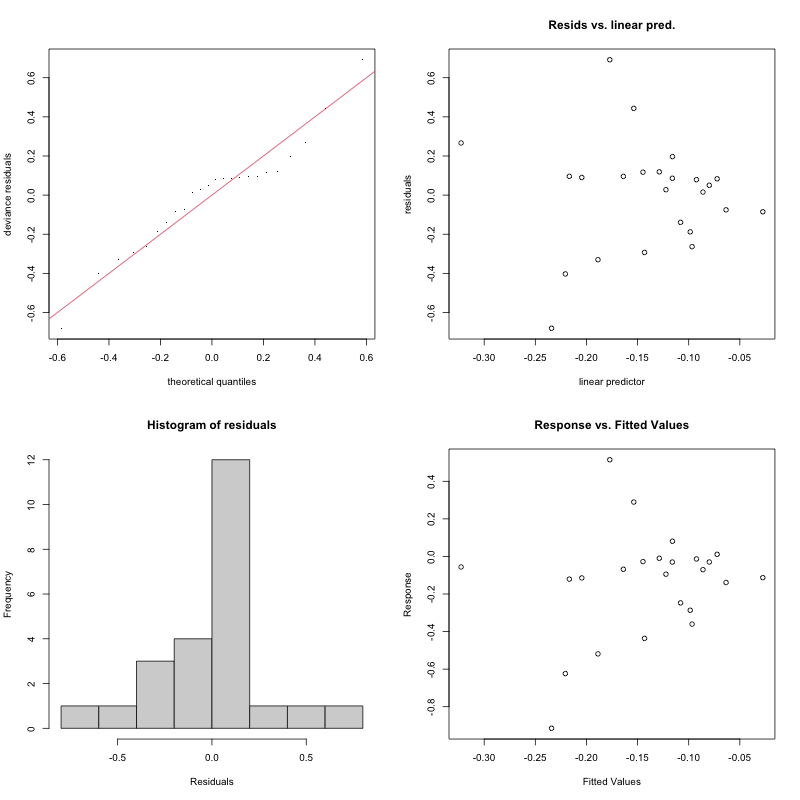 deviance residuals
0.6
0.4
0.2
0.0
-0.2
-0.4
-0.6
-0.6 -0.4 -0.2 0.0 0.2 0.4 0.6
theoretical quantiles
Resids vs. linear pred.
residuals
0.6
0.4
0.2
0.0
-0.2
-0.4
-0.6
-0.30 -0.20 -0.15 -0.10 -0.05
linear predictor
Histogram of residuals
Frequency
12
10
8
6
4
2
0
-0.5 0.0 0.5
Residuals
Response vs. Fitted Values
Response
0.4
0.2
0.0
-0.2
-0.4
-0.6
-0.8
-0.30 -0.20 -0.15 -0.10 -0.05
Fitted Values